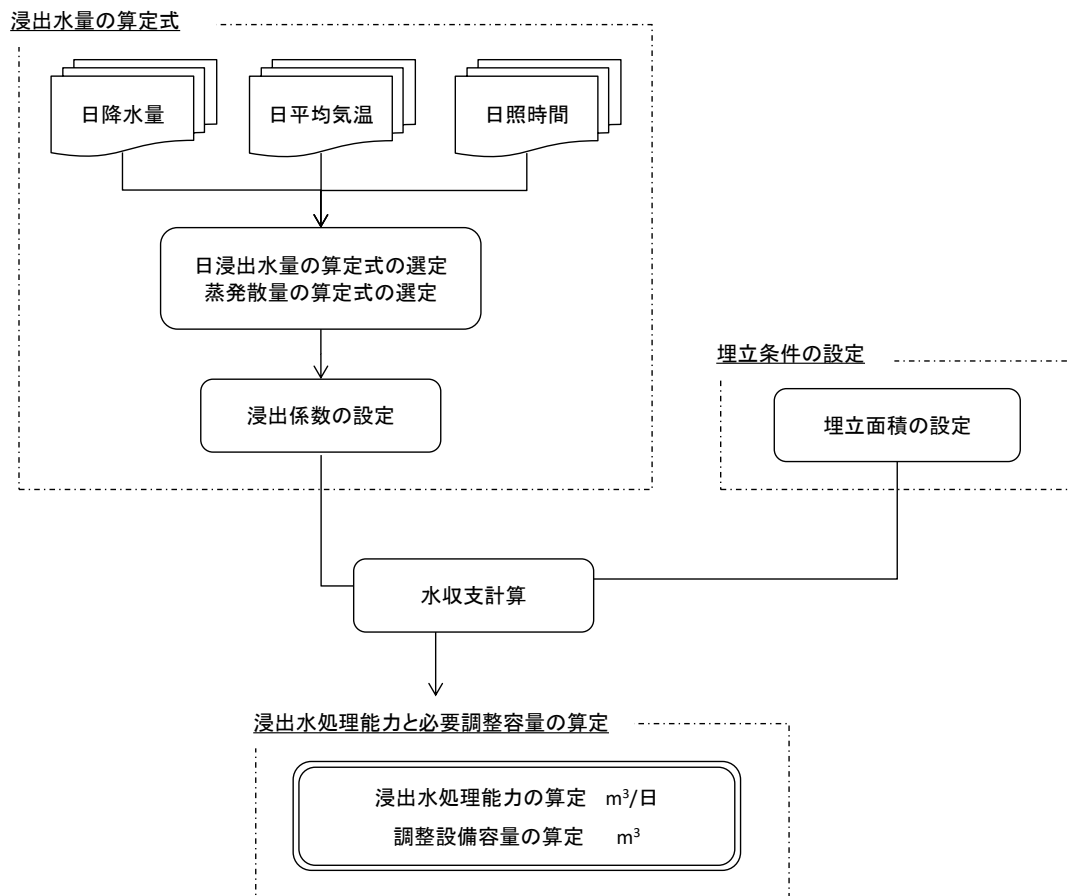 浸出水量の算定式
日降水量
日平均気温
日照時間
日浸出水量の算定式の選定
蒸発散量の算定式の選定
浸出係数の設定
埋立条件の設定
埋立面積の設定
水収支計算
浸出水処理能力と必要調整容量の算定
浸出水処理能力の算定 m³/日
調整設備容量の算定 m³